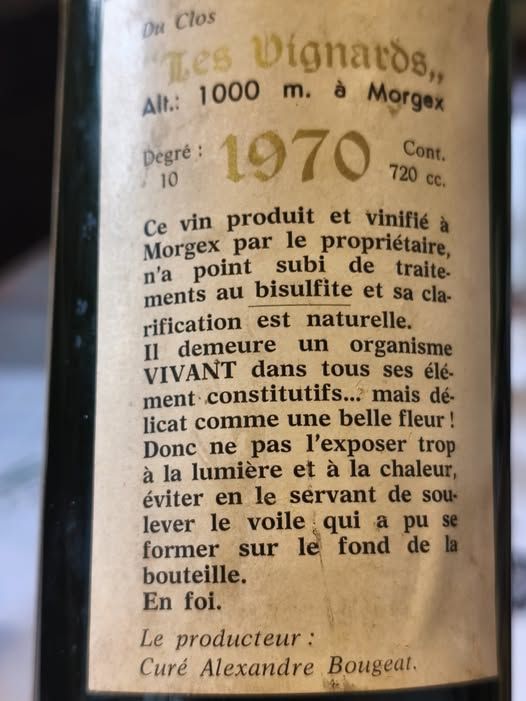 Du Clos
"Les Vignards„
Alt.: 1000 m. à Morgex
Degré : 10
1970
Cont. 720 cc.
Ce vin produit et vinifié à
Morgex par le propriétaire,
n'a point subi de traite-
ments au bisulfite et sa cla-
rification est naturelle.
Il demeure un organisme
VIVANT dans tous ses élé-
ment constitutifs... mais dé-
licat comme une belle fleur !
Donc ne pas l'exposer trop
à la lumière et à la chaleur,
éviter en le servant de sou-
lever le voile qui a pu se
former sur le fond de la
bouteille.
En foi.
Le producteur :
Curé Alexandre Bougeat.